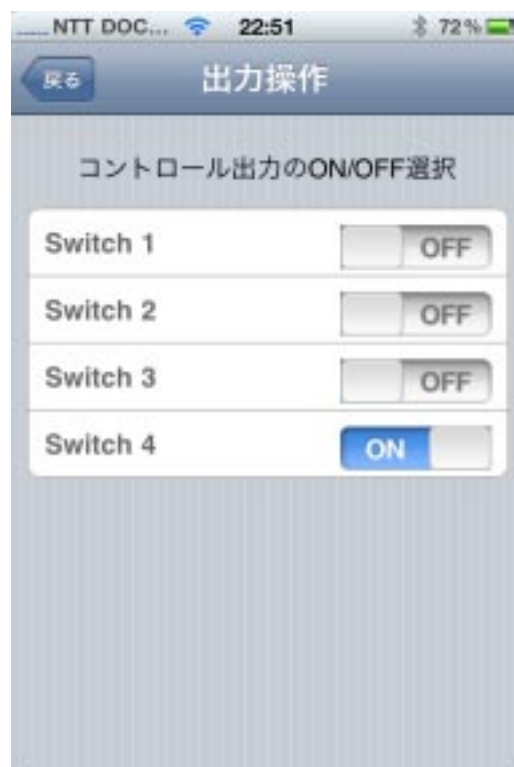 NTT DOC... 22:51 72%
戻る 出力操作
コントロール出力のON/OFF選択
Switch 1 OFF
Switch 2 OFF
Switch 3 OFF
Switch 4 ON